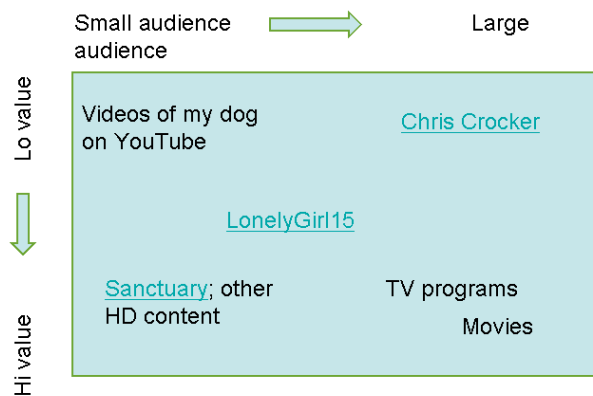 Small audience Large
audience
Lo value
Hi value
Videos of my dog
on YouTube
Chris Crocker
LonelyGirl15
Sanctuary; other
HD content
TV programs
Movies